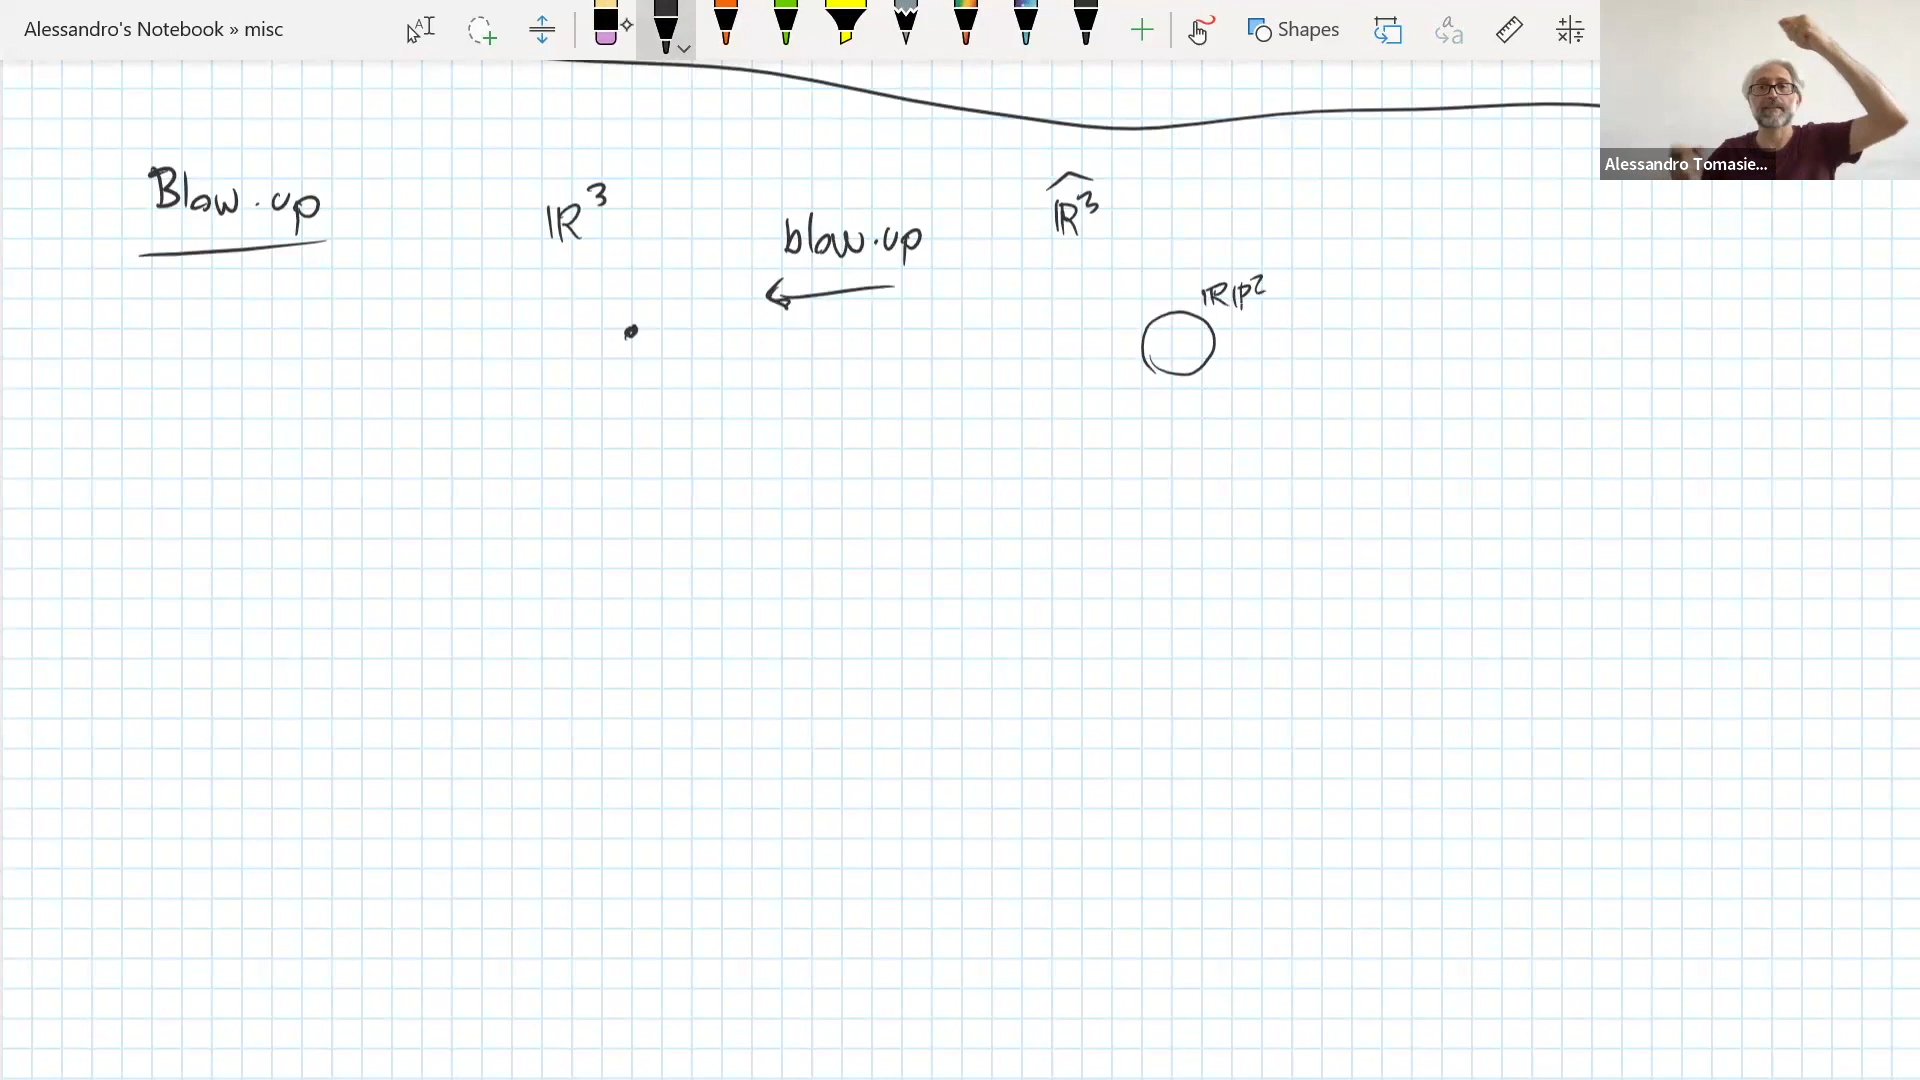 Alessandro's Notebook » misc
Shapes
Alessandro Tomasie...
Blow-up
ℝ³
blow-up
ℝ̂³
ℝℙ²